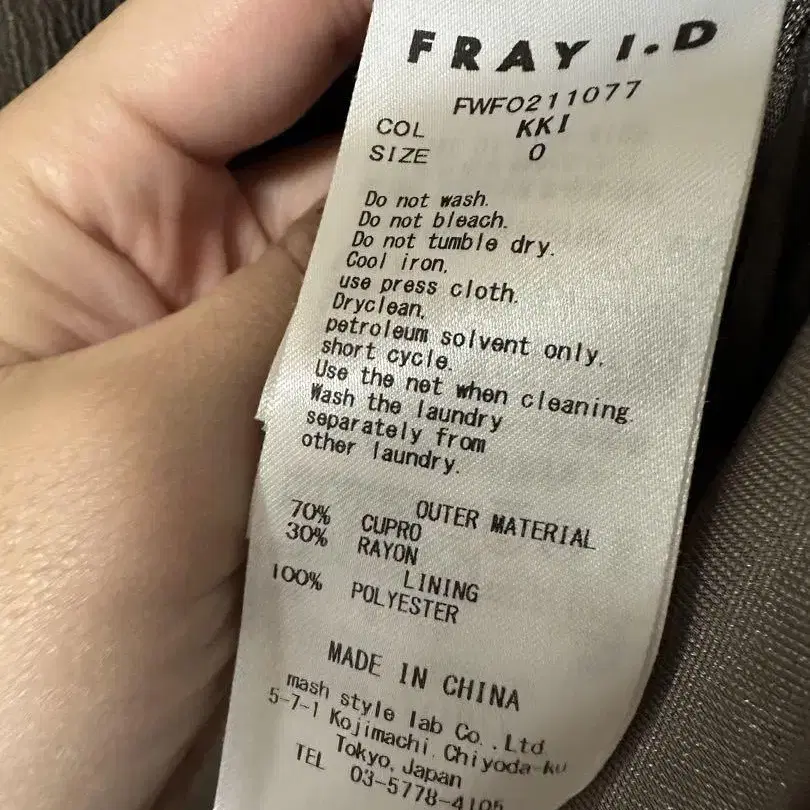 FRAY I.D
FWFO211077
COL KKI
SIZE 0
Do not wash.
Do not bleach.
Do not tumble dry.
Cool iron,
use press cloth.
Dryclean,
petroleum solvent only,
short cycle.
Use the net when cleaning.
Wash the laundry
separately from
other laundry.
OUTER MATERIAL
70% CUPRO
30% RAYON
LINING
100% POLYESTER
MADE IN CHINA
mash style lab Co.,Ltd.
5-7-1 Kojimachi, Chiyoda-ku
Tokyo, Japan
TEL 03-5778-4105